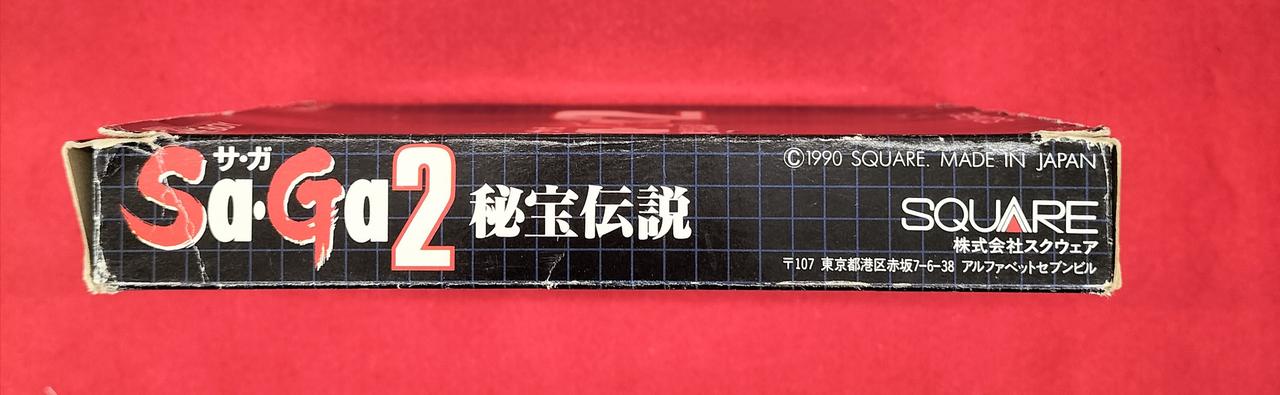 サ・ガ
Sa・Ga2 秘宝伝説
©1990 SQUARE. MADE IN JAPAN
SQUARE
株式会社スクウェア
〒107 東京都港区赤坂7-6-38 アルファベットセブンビル